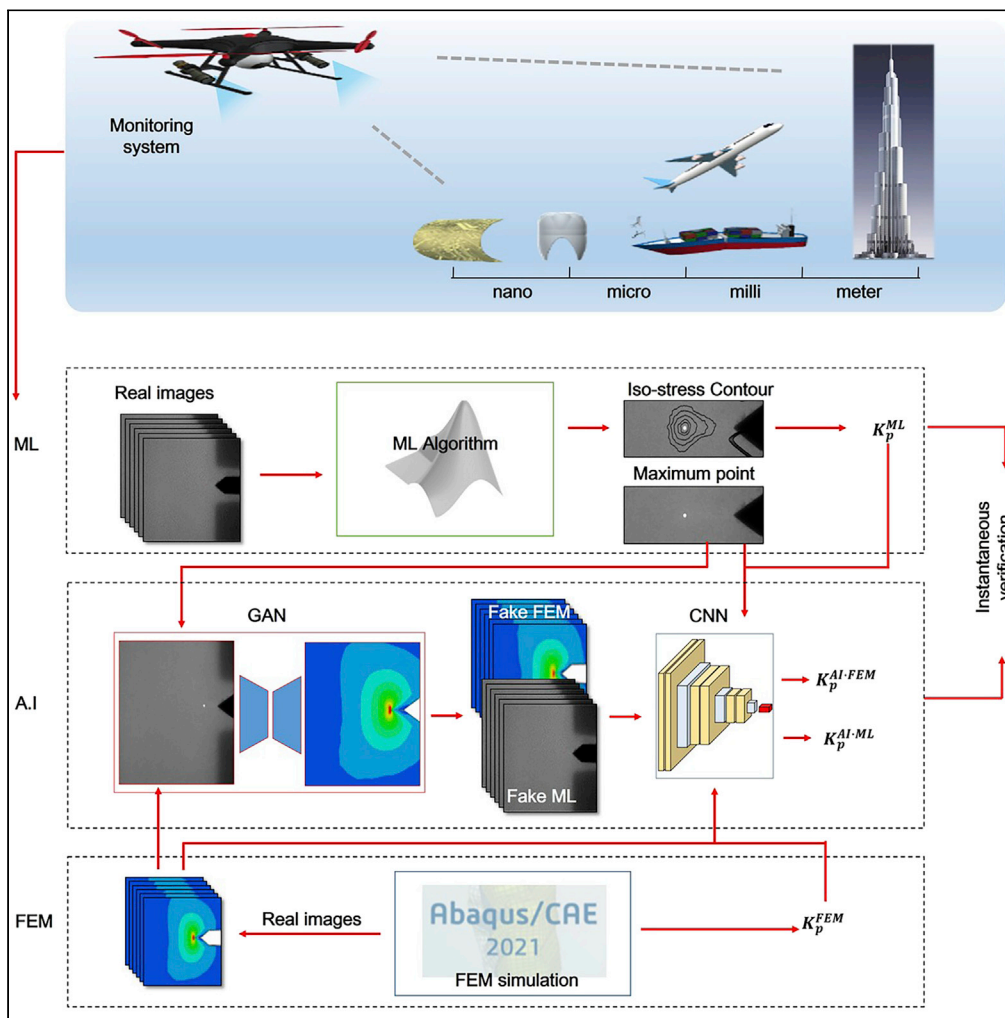 Monitoring
system
nano
micro
milli
meter
ML
Real images
ML Algorithm
Iso-stress Contour
Maximum point
K_p^{ML}
Instantaneous
verification
A.I
GAN
Fake FEM
Fake ML
CNN
K_p^{AI·FEM}
K_p^{AI·ML}
FEM
Real images
Abaqus/CAE
2021
FEM simulation
K_p^{FEM}